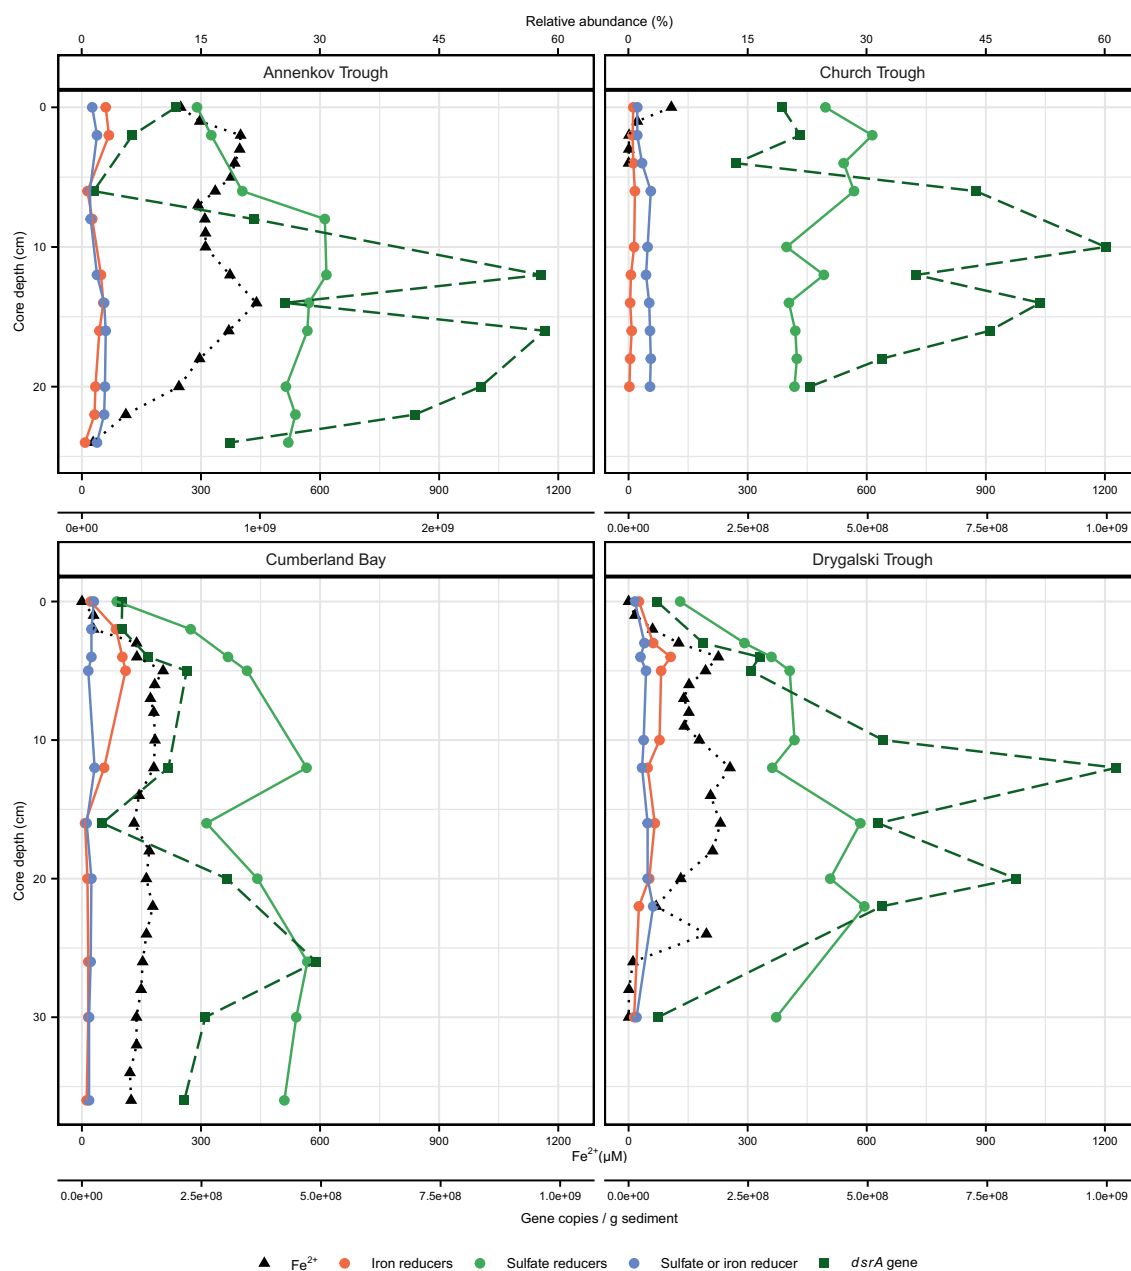 Relative abundance (%)
0 15 30 45 60 0 15 30 45 60
Annenkov Trough Church Trough
0
10
20
Core depth (cm)
0 300 600 900 1200 0 300 600 900 1200
0e+00 1e+09 2e+09 0.0e+00 2.5e+08 5.0e+08 7.5e+08 1.0e+09
Cumberland Bay Drygalski Trough
0
10
20
30
Core depth (cm)
0 300 600 900 1200 0 300 600 900 1200
Fe²⁺(µM)
0.0e+00 2.5e+08 5.0e+08 7.5e+08 1.0e+09 0.0e+00 2.5e+08 5.0e+08 7.5e+08 1.0e+09
Gene copies / g sediment
Fe²⁺ Iron reducers Sulfate reducers Sulfate or iron reducer dsrA gene